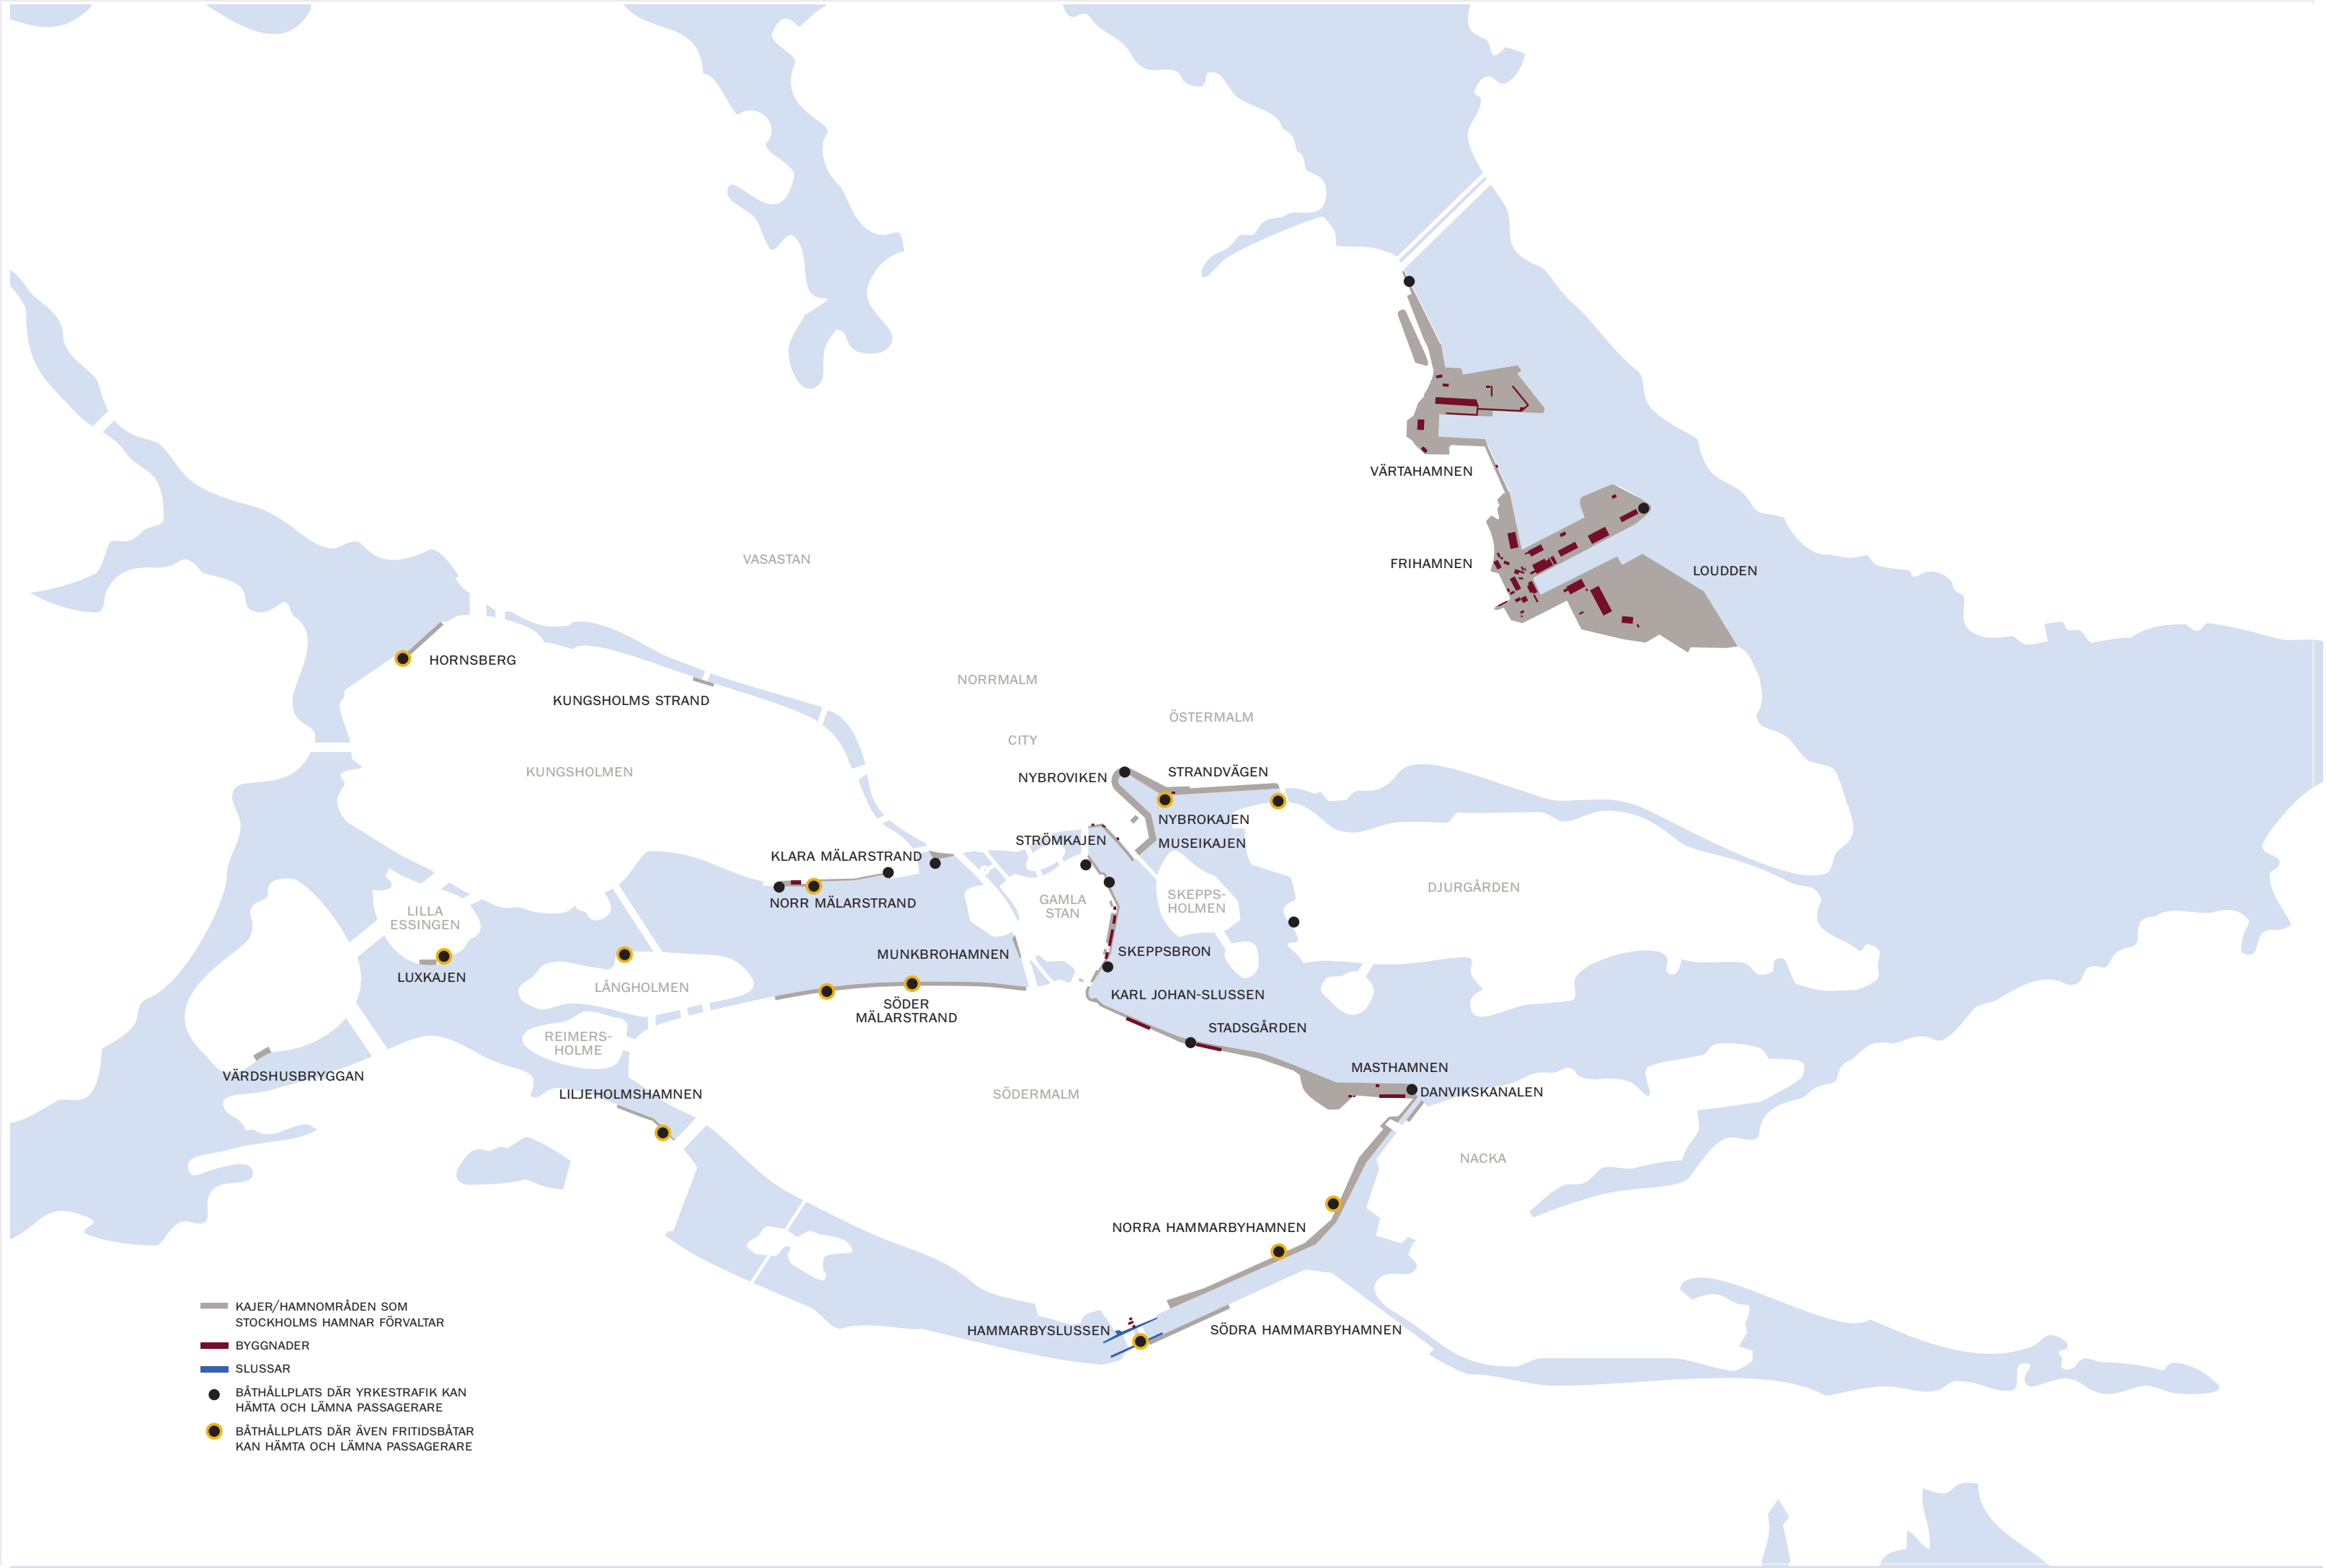 VÄRTAHAMNEN
VASASTAN
FRIHAMNEN
LOUDDEN
HORNSBERG
KUNGSHOLMS STRAND
NORRMALM
ÖSTERMALM
CITY
KUNGSHOLMEN
NYBROVIKEN
STRANDVÄGEN
NYBROKAJEN
STRÖMKAJEN
MUSEIKAJEN
KLARA MÄLARSTRAND
NORR MÄLARSTRAND
GAMLA
STAN
SKEPPS-
HOLMEN
DJURGÅRDEN
LILLA
ESSINGEN
LUXKAJEN
MUNKBROHAMNEN
SKEPPSBRON
LÅNGHOLMEN
SÖDER
MÄLARSTRAND
KARL JOHAN-SLUSSEN
STADSGÅRDEN
REIMERS-
HOLME
VÄRDSHUSBRYGGAN
LILJEHOLMSHAMNEN
SÖDERMALM
MASTHAMNEN
DANVIKSKANALEN
NACKA
NORRA HAMMARBYHAMNEN
HAMMARBYSLUSSEN
SÖDRA HAMMARBYHAMNEN
KAJER/HAMNOMRÅDEN SOM
STOCKHOLMS HAMNAR FÖRVALTAR
BYGGNADER
SLUSSAR
BÅTHÅLLPLATS DÄR YRKESTRAFIK KAN
HÄMTA OCH LÄMNA PASSAGERARE
BÅTHÅLLPLATS DÄR ÄVEN FRITIDSBÅTAR
KAN HÄMTA OCH LÄMNA PASSAGERARE